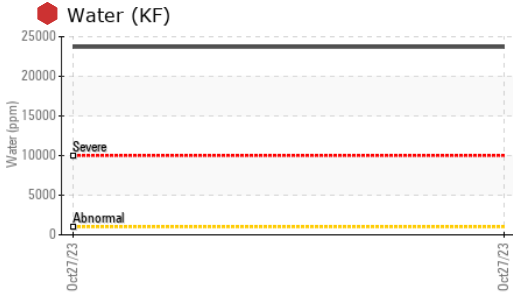 Water (KF)
25000
20000
15000
10000
5000
0
Water (ppm)
Severe
Abnormal
Oct27/23
Oct27/23